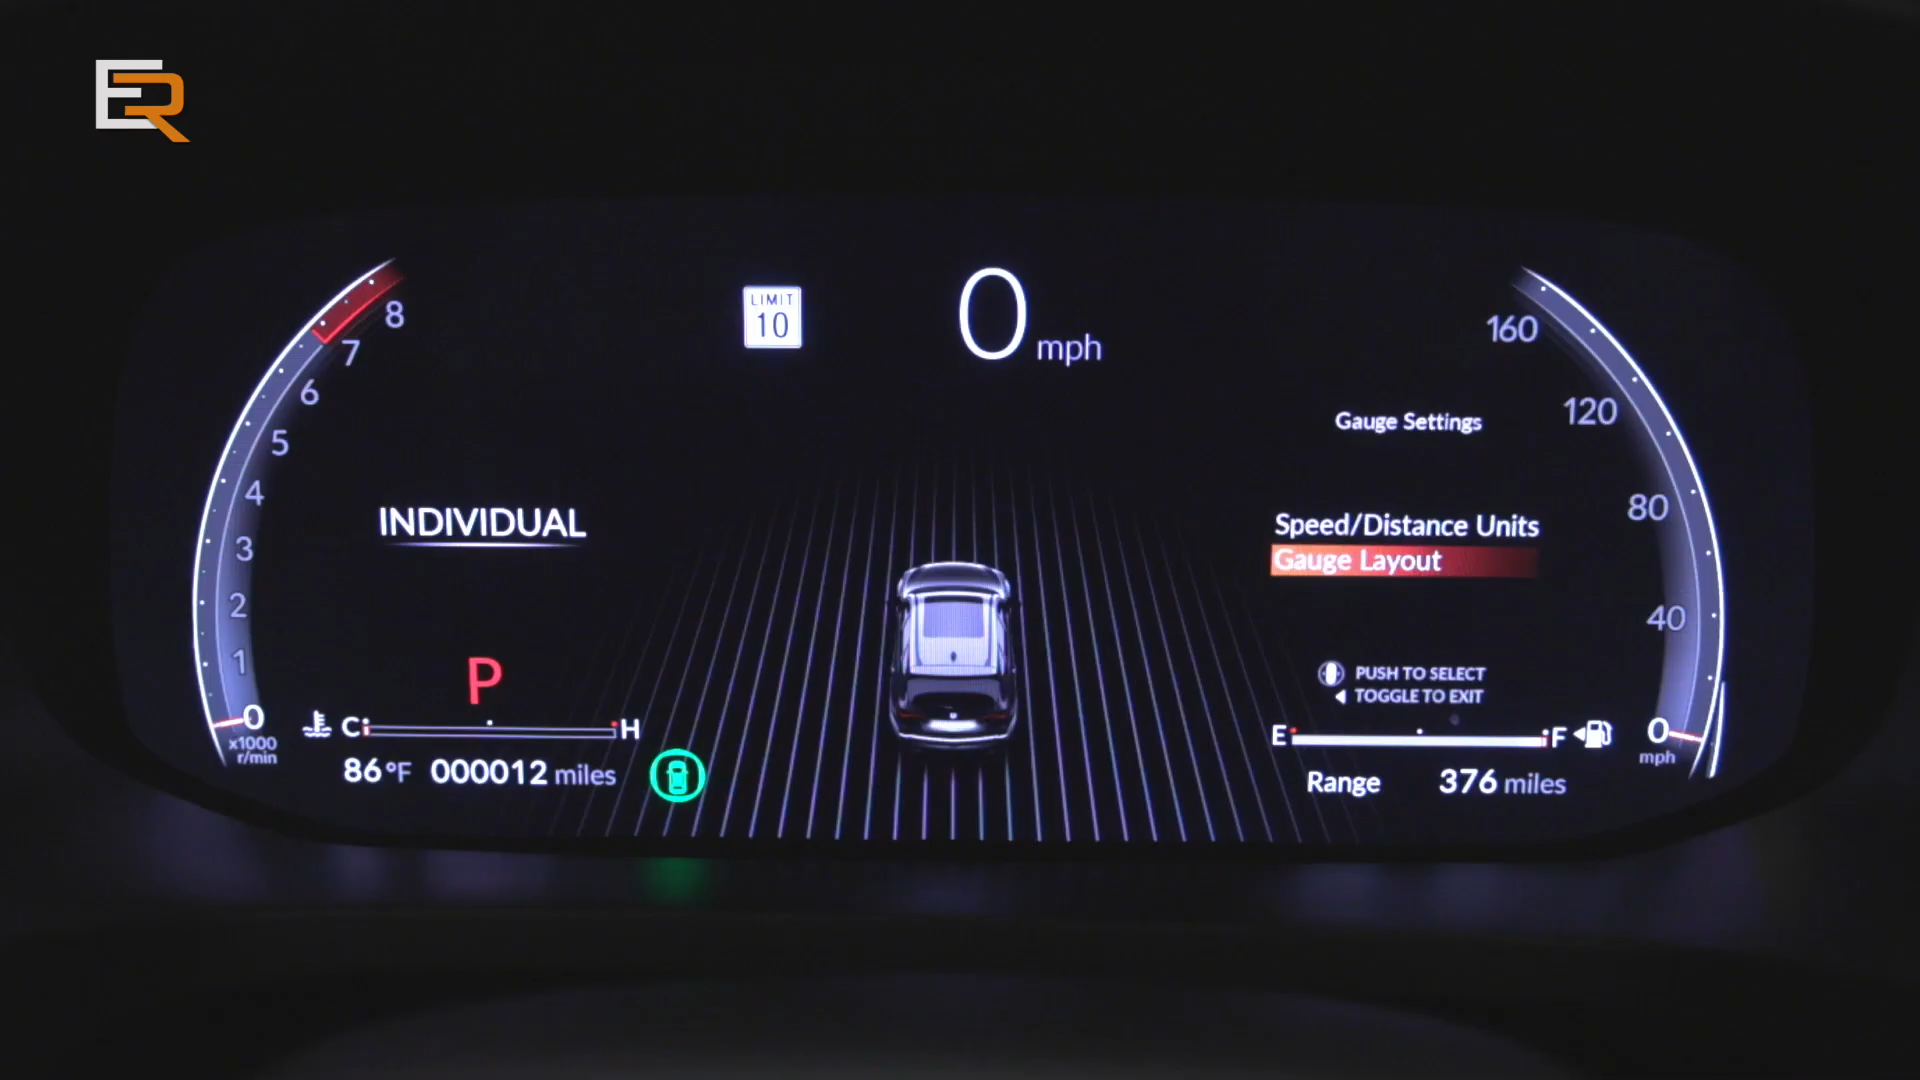 ER
LIMIT
10
0 mph
8
7
6
5
4
3
2
1
0
x1000
r/min
INDIVIDUAL
P
C H
86°F 000012 miles
Gauge Settings
Speed/Distance Units
Gauge Layout
PUSH TO SELECT
TOGGLE TO EXIT
E F
Range 376 miles
160
120
80
40
0
mph